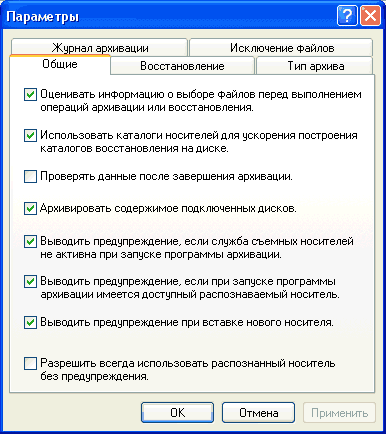 Параметры
Журнал архивации
Исключение файлов
Общие
Восстановление
Тип архива
Оценивать информацию о выборе файлов перед выполнением
операций архивации или восстановления.
Использовать каталоги носителей для ускорения построения
каталогов восстановления на диске.
Проверять данные после завершения архивации.
Архивировать содержимое подключенных дисков.
Выводить предупреждение, если служба съемных носителей
не активна при запуске программы архивации.
Выводить предупреждение, если при запуске программы
архивации имеется доступный распознаваемый носитель.
Выводить предупреждение при вставке нового носителя.
Разрешить всегда использовать распознанный носитель
без предупреждения.
OK
Отмена
Применить